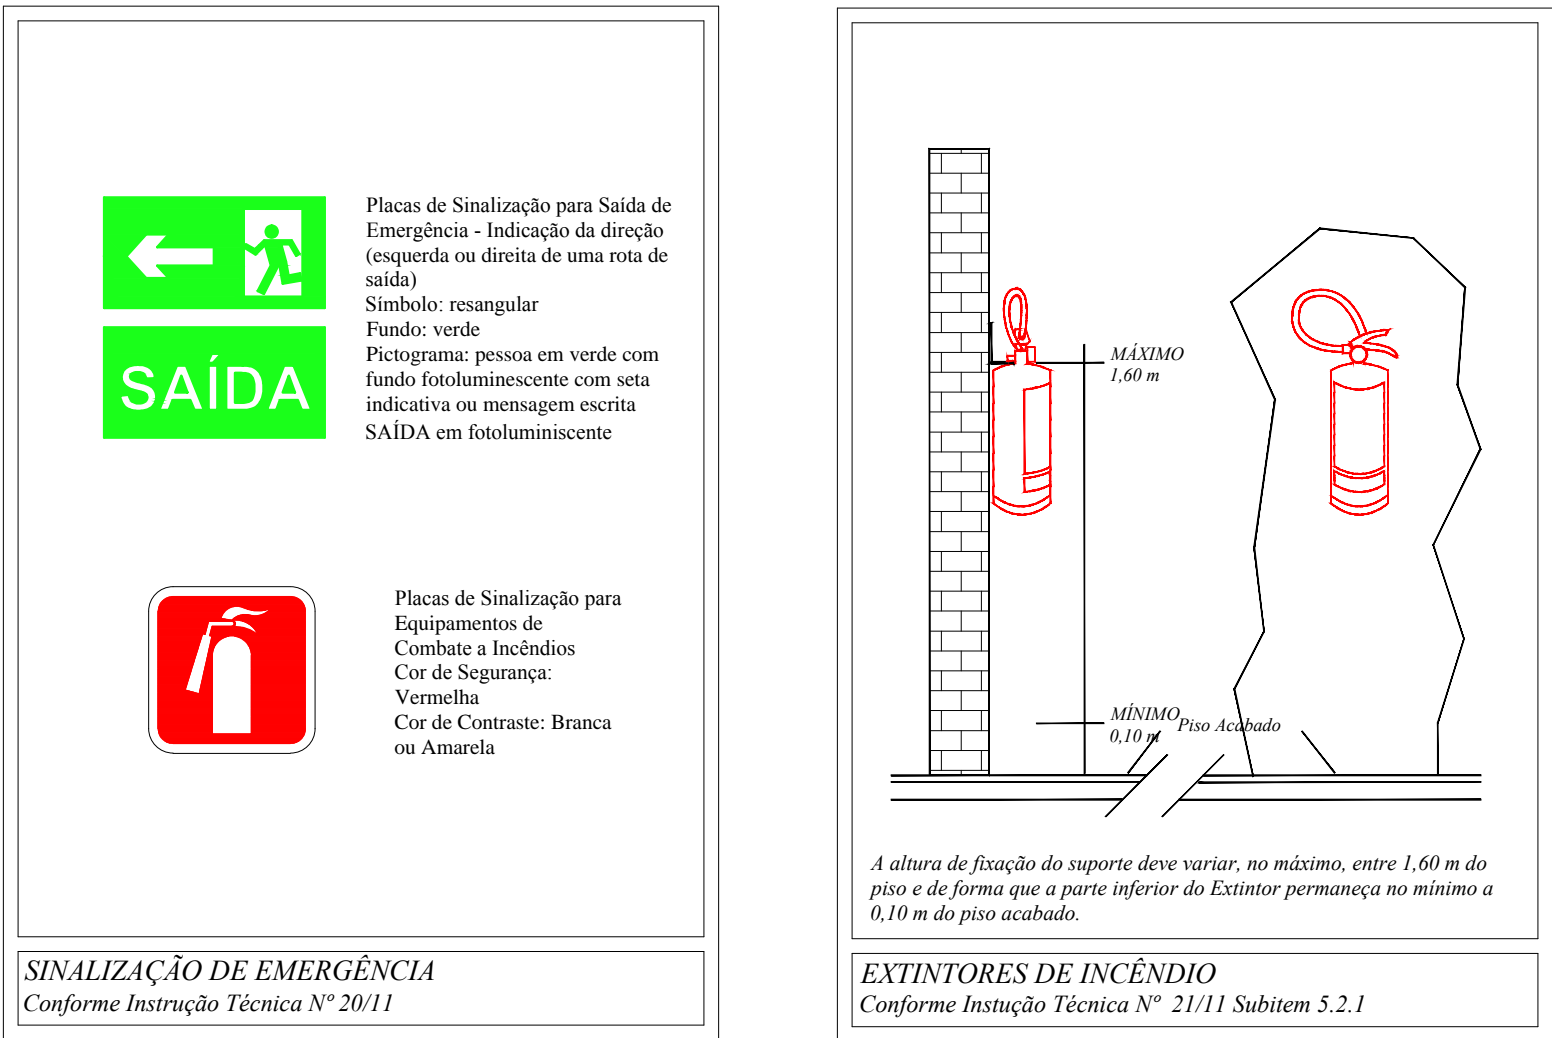 SAÍDA
Placas de Sinalização para Saída de
Emergência - Indicação da direção
(esquerda ou direita de uma rota de
saída)
Símbolo: resangular
Fundo: verde
Pictograma: pessoa em verde com
fundo fotoluminescente com seta
indicativa ou mensagem escrita
SAÍDA em fotoluminiscente
Placas de Sinalização para
Equipamentos de
Combate a Incêndios
Cor de Segurança:
Vermelha
Cor de Contraste: Branca
ou Amarela
SINALIZAÇÃO DE EMERGÊNCIA
Conforme Instrução Técnica Nº 20/11
MÁXIMO
1,60 m
MÍNIMO
0,10 m
Piso Acabado
A altura de fixação do suporte deve variar, no máximo, entre 1,60 m do
piso e de forma que a parte inferior do Extintor permaneça no mínimo a
0,10 m do piso acabado.
EXTINTORES DE INCÊNDIO
Conforme Instução Técnica Nº 21/11 Subitem 5.2.1